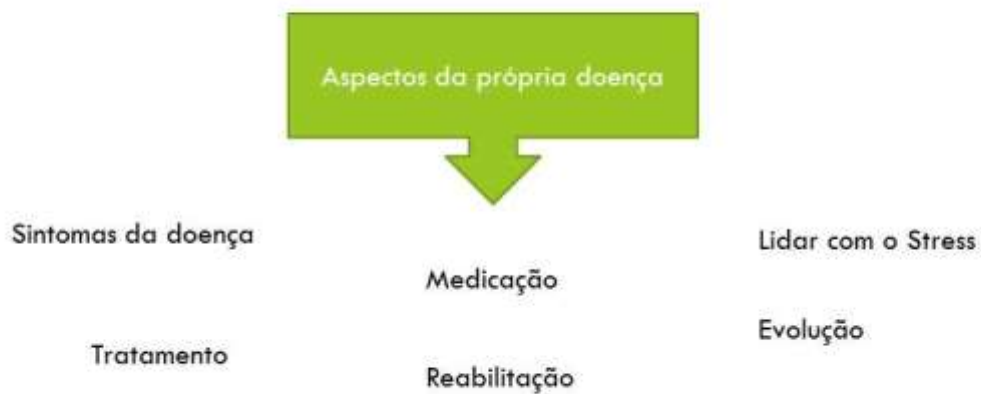 Aspectos da própria doença
Sintomas da doença
Lidar com o Stress
Medicação
Evolução
Tratamento
Reabilitação